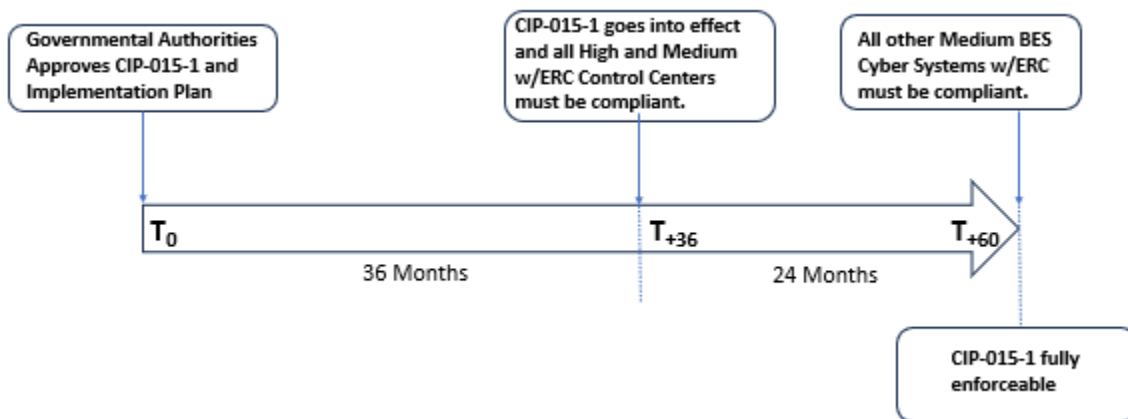 Governmental Authorities
Approves CIP-015-1 and
Implementation Plan
CIP-015-1 goes into effect
and all High and Medium
w/ERC Control Centers
must be compliant.
All other Medium BES
Cyber Systems w/ERC
must be compliant.
T0
T+36
T+60
36 Months
24 Months
CIP-015-1 fully
enforceable